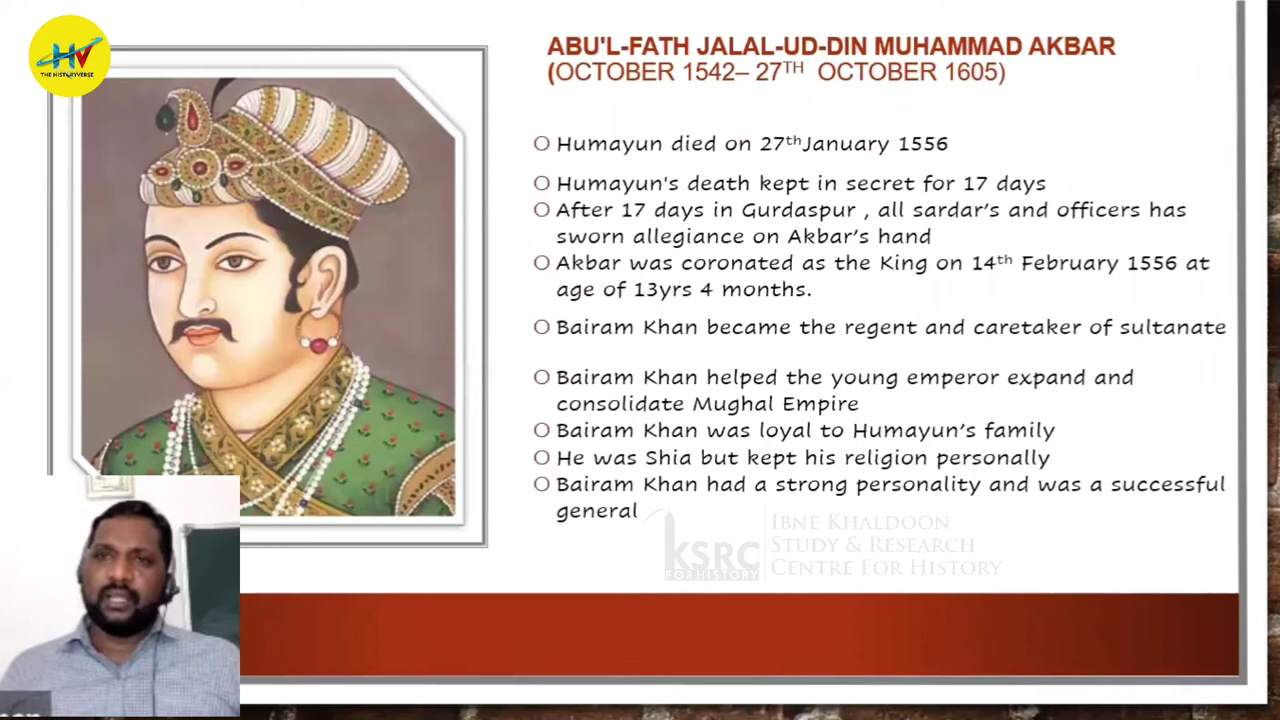 HV
THE HISTORYVERSE
ABU'L-FATH JALAL-UD-DIN MUHAMMAD AKBAR
(OCTOBER 1542– 27TH OCTOBER 1605)
O Humayun died on 27thJanuary 1556
O Humayun's death kept in secret for 17 days
O After 17 days in Gurdaspur , all sardar's and officers has
sworn allegiance on Akbar's hand
O Akbar was coronated as the King on 14th February 1556 at
age of 13yrs 4 months.
O Bairam Khan became the regent and caretaker of sultanate
O Bairam Khan helped the young emperor expand and
consolidate Mughal Empire
O Bairam Khan was loyal to Humayun's family
O He was Shia but kept his religion personally
O Bairam Khan had a strong personality and was a successful
general
KSRC
FOR HISTORY
IBNE KHALDOON
STUDY & RESEARCH
CENTRE FOR HISTORY